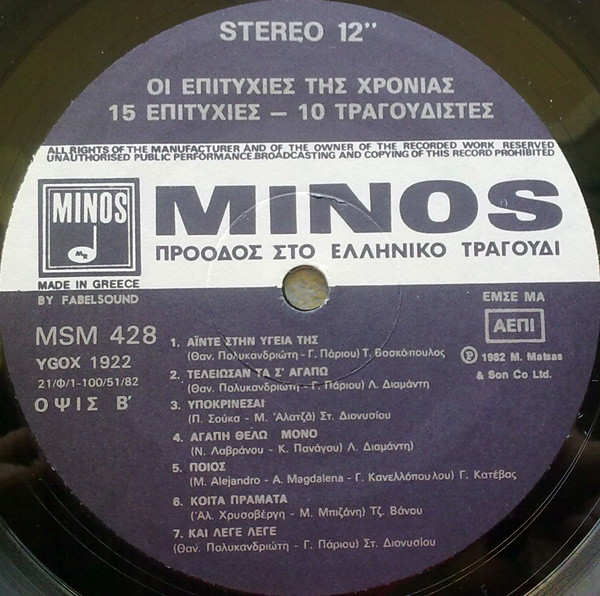 STEREO 12"
ΟΙ ΕΠΙΤΥΧΙΕΣ ΤΗΣ ΧΡΟΝΙΑΣ
15 ΕΠΙΤΥΧΙΕΣ – 10 ΤΡΑΓΟΥΔΙΣΤΕΣ
ALL RIGHTS OF THE MANUFACTURER AND OF THE OWNER OF THE RECORDED WORK RESERVED
UNAUTHORISED PUBLIC PERFORMANCE.BROADCASTING AND COPYING OF THIS RECORD PROHIBITED
MINOS
MR
MINOS
ΠΡΟΟΔΟΣ ΣΤΟ ΕΛΛΗΝΙΚΟ ΤΡΑΓΟΥΔΙ
MADE IN GREECE
BY FABELSOUND
MSM 428
YGOX 1922
21/Φ/1-100/51/82
ΟΨΙΣ Β'
ΕΜΣΕ ΜΑ
ΑΕΠΙ
Ⓟ 1982 M. Matsas
& Son Co Ltd.
1. ΑΪΝΤΕ ΣΤΗΝ ΥΓΕΙΑ ΤΗΣ
(Θαν. Πολυκανδριώτη - Γ. Πάριου) Τ. Βοσκόπουλος
2. ΤΕΛΕΙΩΣΑΝ ΤΑ Σ' ΑΓΑΠΩ
(Θαν. Πολυκανδριώτη - Γ. Πάριου) Λ. Διαμάντη
3. ΥΠΟΚΡΙΝΕΣΑΙ
(Π. Σούκα - Μ. Άλατζᾶ) Στ. Διονυσίου
4. ΑΓΑΠΗ ΘΕΛΩ ΜΟΝΟ
(Ν. Λαβράνου - Κ. Πανάγου) Λ. Διαμάντη
5. ΠΟΙΟΣ
(M. Alejandro - A. Magdalena - Γ. Κανελλόπουλου) Γ. Κατέβας
6. ΚΟΙΤΑ ΠΡΑΜΑΤΑ
('Αλ. Χρυσοβέργη - Μ. Μπιζάνη) Τζ. Βάνου
7. ΚΑΙ ΛΕΓΕ ΛΕΓΕ
(Θαν. Πολυκανδριώτη - Γ. Πάριου) Στ. Διονυσίου